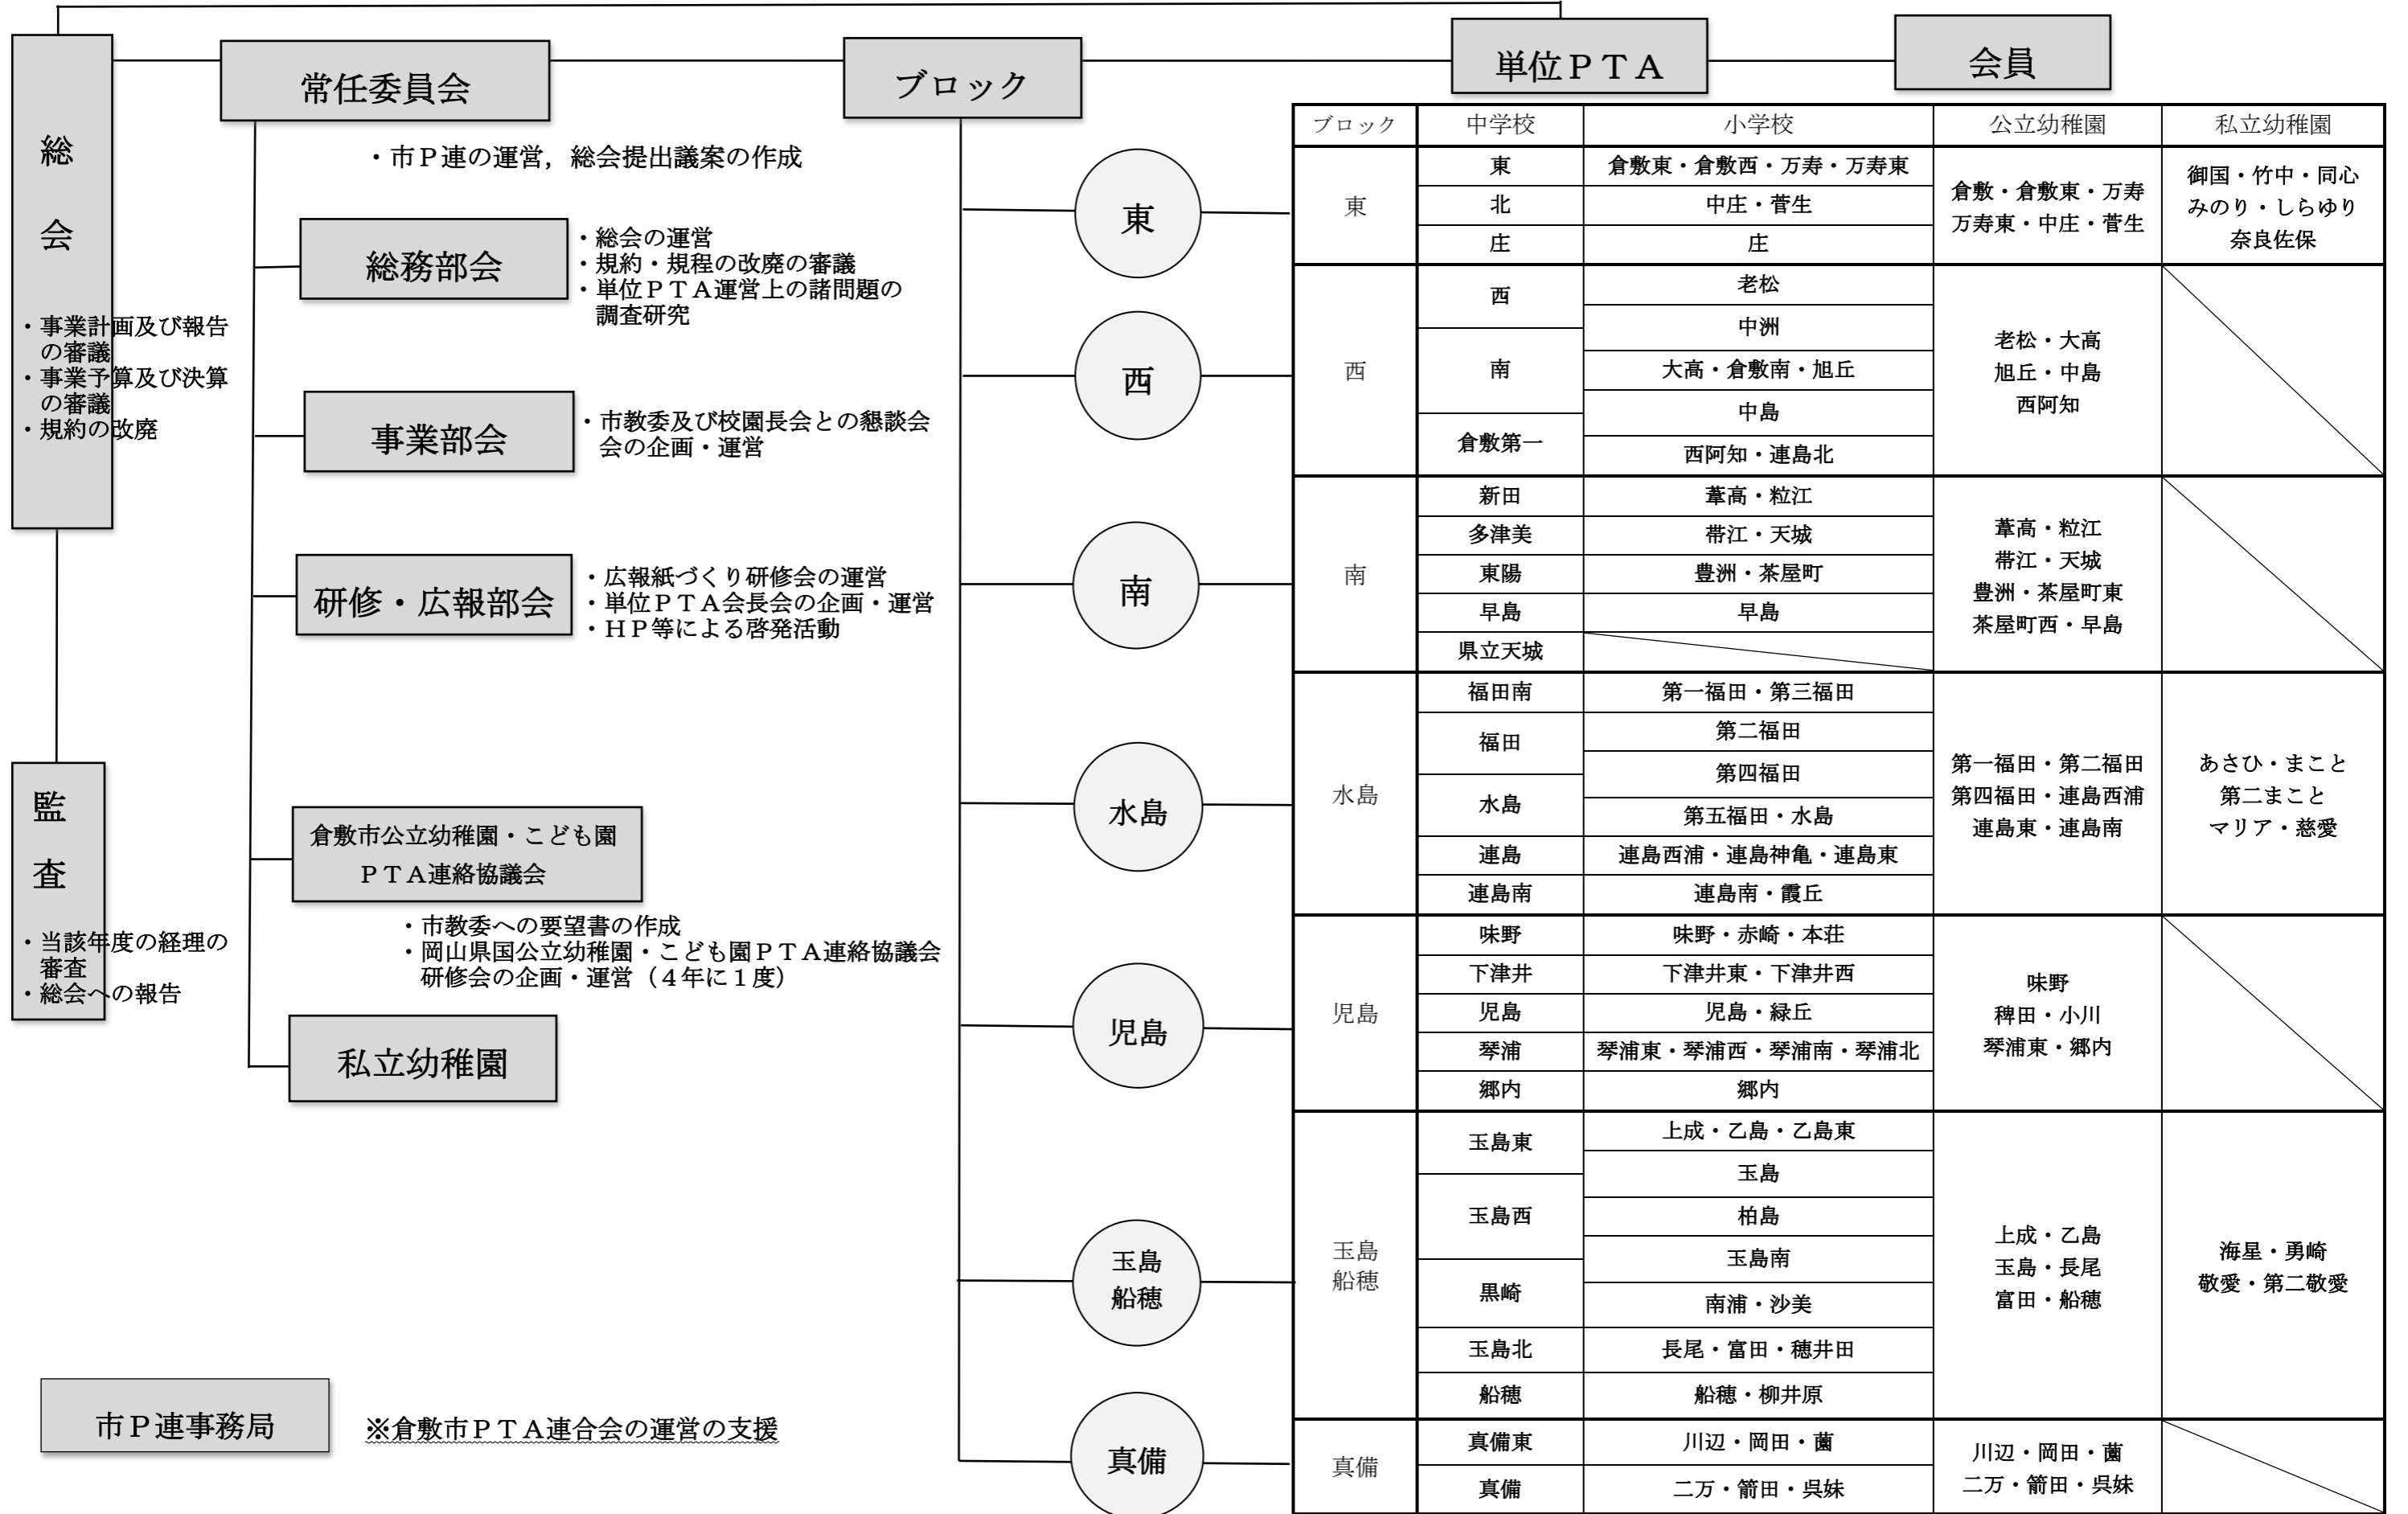 総
会
・事業計画及び報告
の審議
・事業予算及び決算
の審議
・規約の改廃
監
査
・当該年度の経理の
審査
・総会への報告
常任委員会
・市Ｐ連の運営，総会提出議案の作成
総務部会
・総会の運営
・規約・規程の改廃の審議
・単位ＰＴＡ運営上の諸問題の
調査研究
事業部会
・市教委及び校園長会との懇談会
会の企画・運営
研修・広報部会
・広報紙づくり研修会の運営
・単位ＰＴＡ会長会の企画・運営
・ＨＰ等による啓発活動
倉敷市公立幼稚園・こども園
ＰＴＡ連絡協議会
・市教委への要望書の作成
・岡山県国公立幼稚園・こども園ＰＴＡ連絡協議会
研修会の企画・運営（４年に１度）
私立幼稚園
市Ｐ連事務局
※倉敷市ＰＴＡ連合会の運営の支援
ブロック
東
西
南
水島
児島
玉島
船穂
真備
単位ＰＴＡ
会員
ブロック 中学校 小学校 公立幼稚園 私立幼稚園
東
東 倉敷東・倉敷西・万寿・万寿東
北 中庄・菅生
庄 庄
倉敷・倉敷東・万寿
万寿東・中庄・菅生
御国・竹中・同心
みのり・しらゆり
奈良佐保
西
西
南
倉敷第一
老松
中洲
大高・倉敷南・旭丘
中島
西阿知・連島北
老松・大高
旭丘・中島
西阿知
南
新田 葦高・粒江
多津美 帯江・天城
東陽 豊洲・茶屋町
早島 早島
県立天城
葦高・粒江
帯江・天城
豊洲・茶屋町東
茶屋町西・早島
水島
福田南 第一福田・第三福田
福田
水島
第二福田
第四福田
第五福田・水島
連島 連島西浦・連島神亀・連島東
連島南 連島南・霞丘
第一福田・第二福田
第四福田・連島西浦
連島東・連島南
あさひ・まこと
第二まこと
マリア・慈愛
児島
味野 味野・赤崎・本荘
下津井 下津井東・下津井西
児島 児島・緑丘
琴浦 琴浦東・琴浦西・琴浦南・琴浦北
郷内 郷内
味野
稗田・小川
琴浦東・郷内
玉島
船穂
玉島東
玉島西
黒崎
上成・乙島・乙島東
玉島
柏島
玉島南
南浦・沙美
玉島北 長尾・富田・穂井田
船穂 船穂・柳井原
上成・乙島
玉島・長尾
富田・船穂
海星・勇崎
敬愛・第二敬愛
真備
真備東 川辺・岡田・薗
真備 二万・箭田・呉妹
川辺・岡田・薗
二万・箭田・呉妹